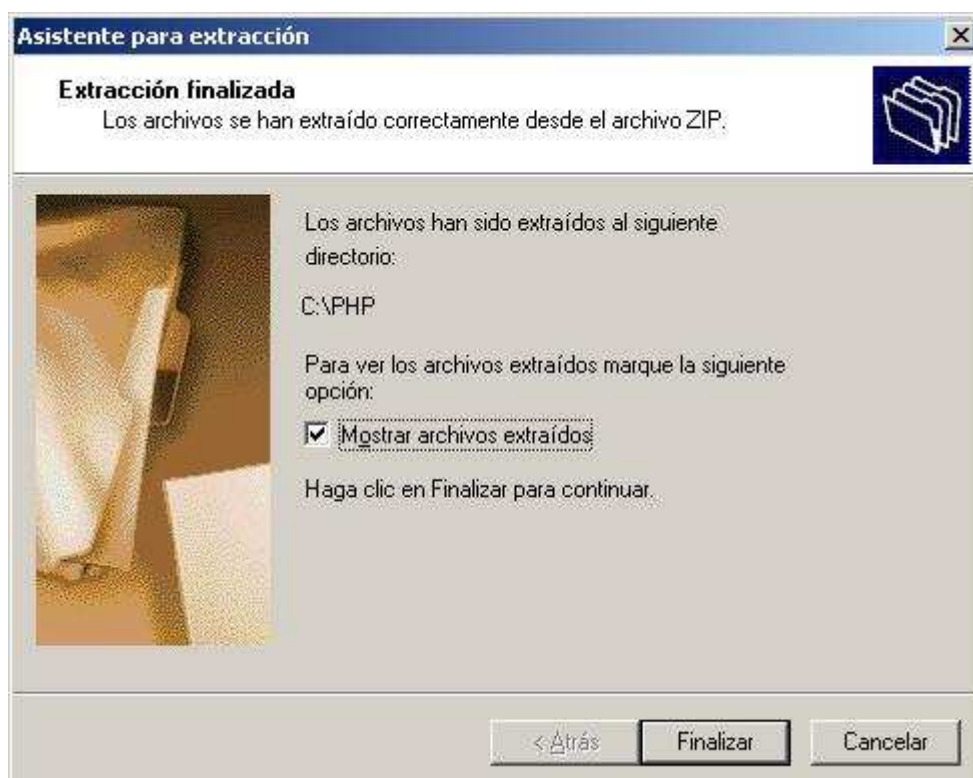 Asistente para extracción
Extracción finalizada
Los archivos se han extraído correctamente desde el archivo ZIP.
Los archivos han sido extraídos al siguiente
directorio:
C:\PHP
Para ver los archivos extraídos marque la siguiente
opción:
Mostrar archivos extraídos
Haga clic en Finalizar para continuar.
< Atrás
Finalizar
Cancelar